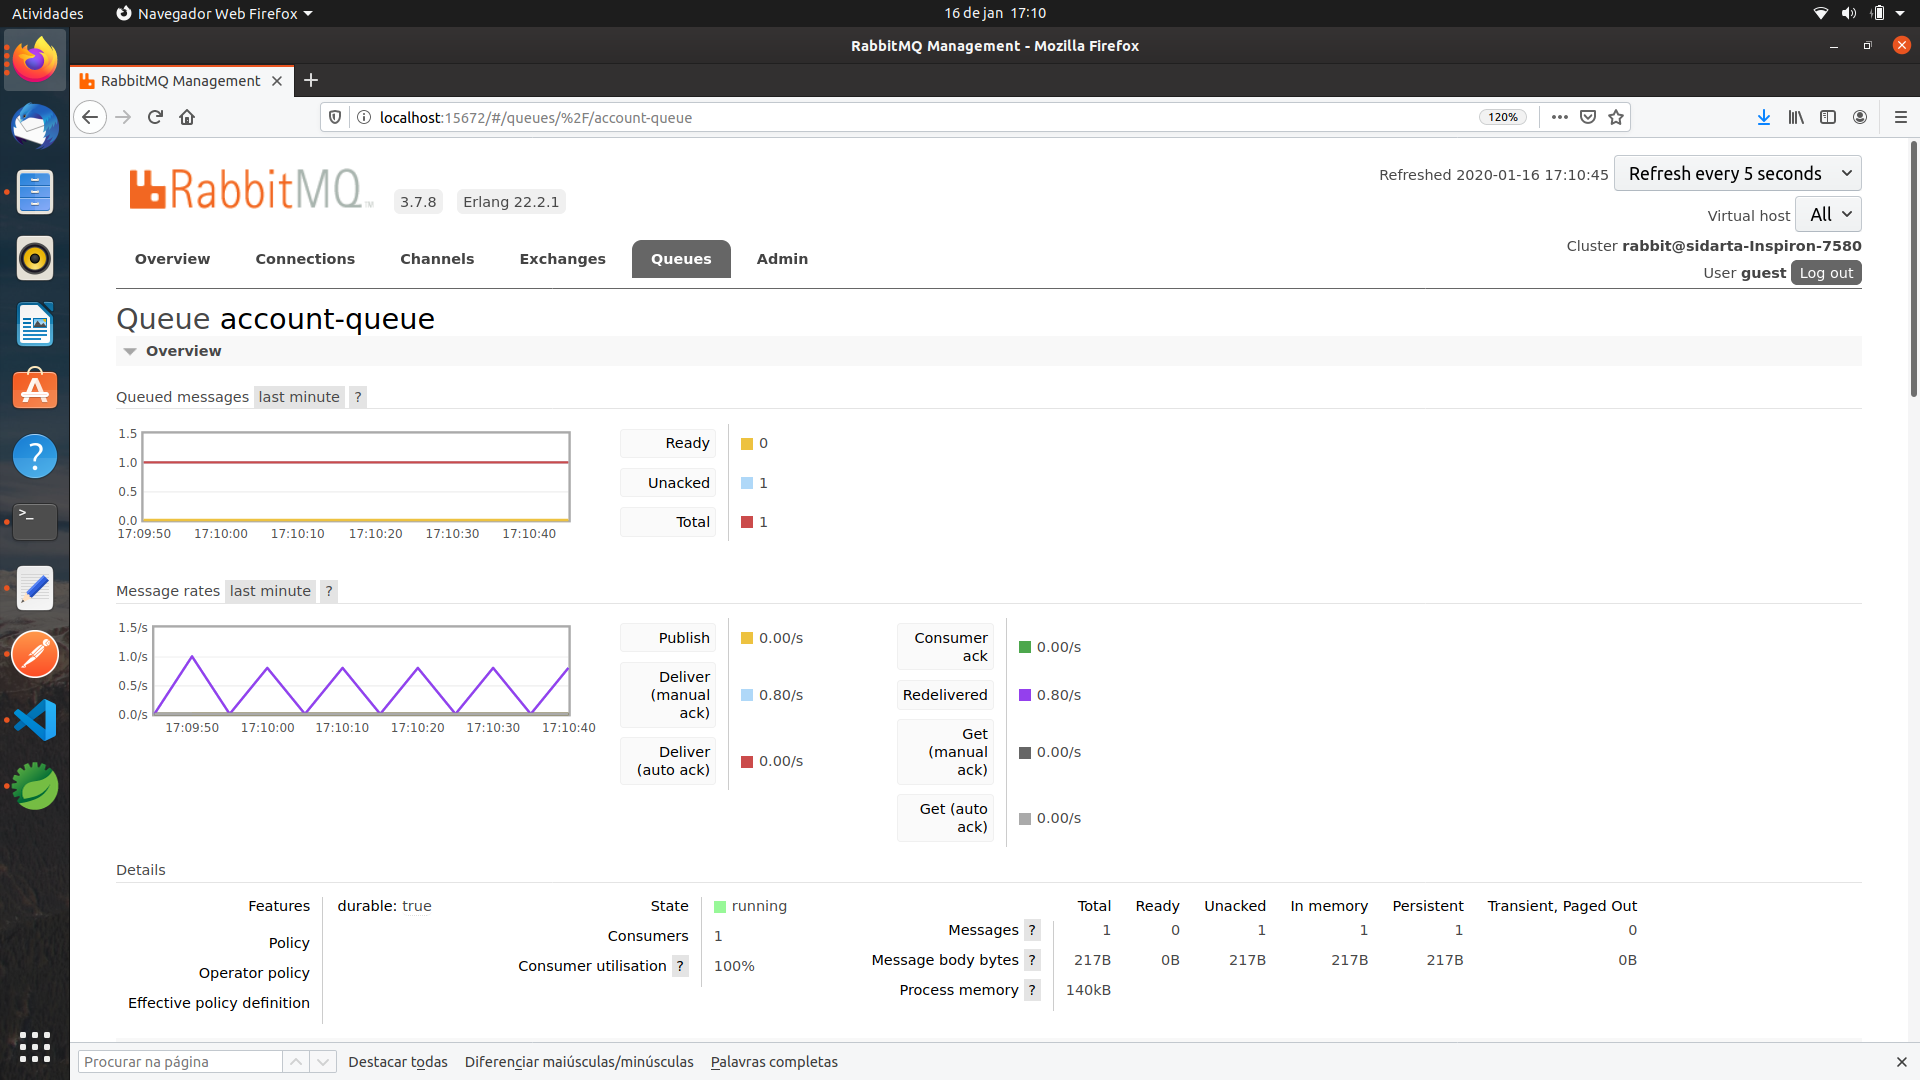 Atividades
Navegador Web Firefox
16 de jan 17:10
RabbitMQ Management - Mozilla Firefox
RabbitMQ Management
localhost:15672/#/queues/%2F/account-queue
120%
RabbitMQ TM
3.7.8
Erlang 22.2.1
Refreshed 2020-01-16 17:10:45
Refresh every 5 seconds
Virtual host
All
Cluster rabbit@sidarta-Inspiron-7580
User guest
Log out
Overview
Connections
Channels
Exchanges
Queues
Admin
Queue account-queue
Overview
Queued messages last minute ?
1.5
1.0
0.5
0.0
17:09:50 17:10:00 17:10:10 17:10:20 17:10:30 17:10:40
Ready 0
Unacked 1
Total 1
Message rates last minute ?
1.5/s
1.0/s
0.5/s
0.0/s
17:09:50 17:10:00 17:10:10 17:10:20 17:10:30 17:10:40
Publish 0.00/s
Deliver
(manual 0.80/s
ack)
Deliver
(auto ack) 0.00/s
Consumer
ack 0.00/s
Redelivered 0.80/s
Get
(manual 0.00/s
ack)
Get (auto
ack) 0.00/s
Details
Features durable: true
Policy
Operator policy
Effective policy definition
State running
Consumers 1
Consumer utilisation ? 100%
Total Ready Unacked In memory Persistent Transient, Paged Out
Messages ? 1 0 1 1 1 0
Message body bytes ? 217B 0B 217B 217B 217B 0B
Process memory ? 140kB
Procurar na página
Destacar todas
Diferenciar maiúsculas/minúsculas
Palavras completas